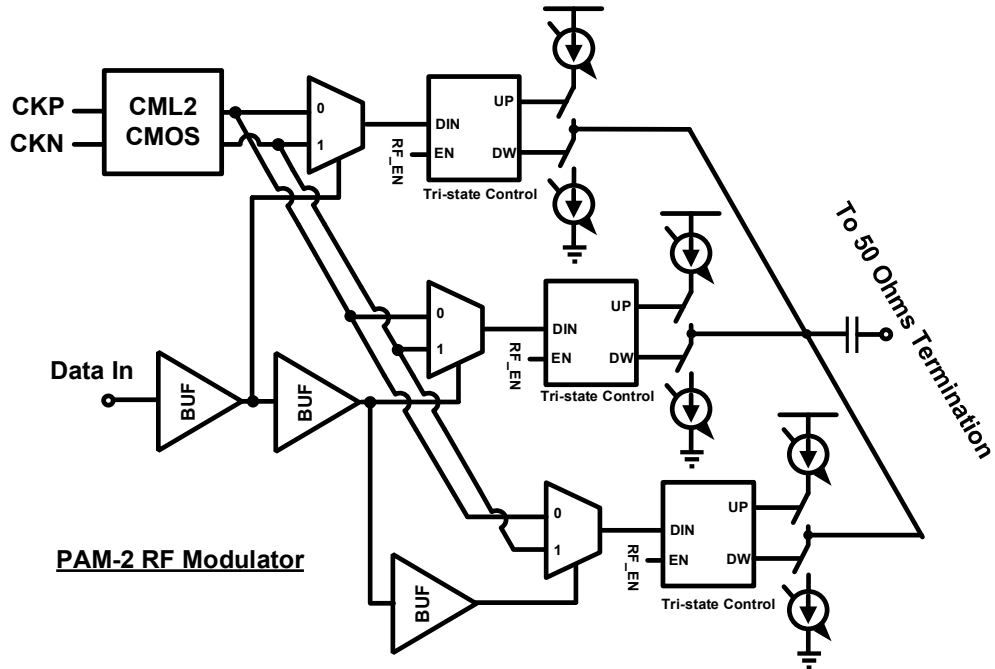 CKP
CKN
CML2
CMOS
0
1
DIN
EN
UP
DW
RF_EN
Tri-state Control
0
1
DIN
EN
UP
DW
RF_EN
Tri-state Control
To 50 Ohms Termination
Data In
BUF
BUF
0
1
DIN
EN
UP
DW
RF_EN
Tri-state Control
BUF
PAM-2 RF Modulator